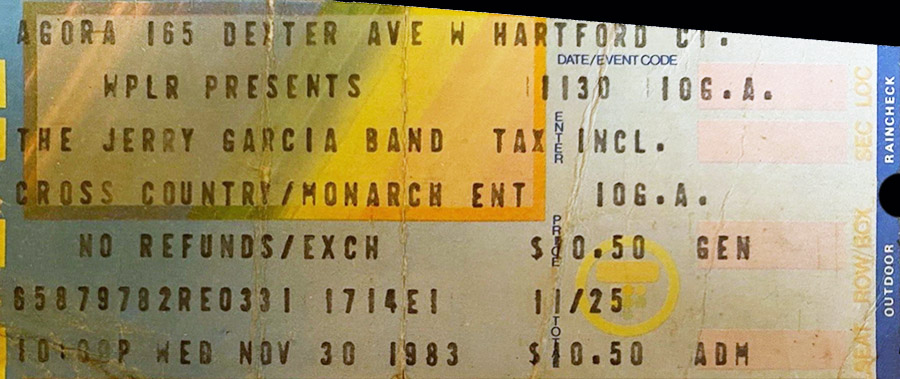 AGORA 165 DEXTER AVE W HARTFORD CT.
DATE/EVENT CODE
WPLR PRESENTS 1130 10G.A.
THE JERRY GARCIA BAND TAX INCL.
ENTER
CROSS COUNTRY/MONARCH ENT 10G.A.
PRICE
NO REFUNDS/EXCH $10.50 GEN
65879782RE0331 1714E1 11/25
TOT
10:00P WED NOV 30 1983 $10.50 ADM
SEC LOC
ROW/BOX
SEAT
RAINCHECK
OUTDOOR